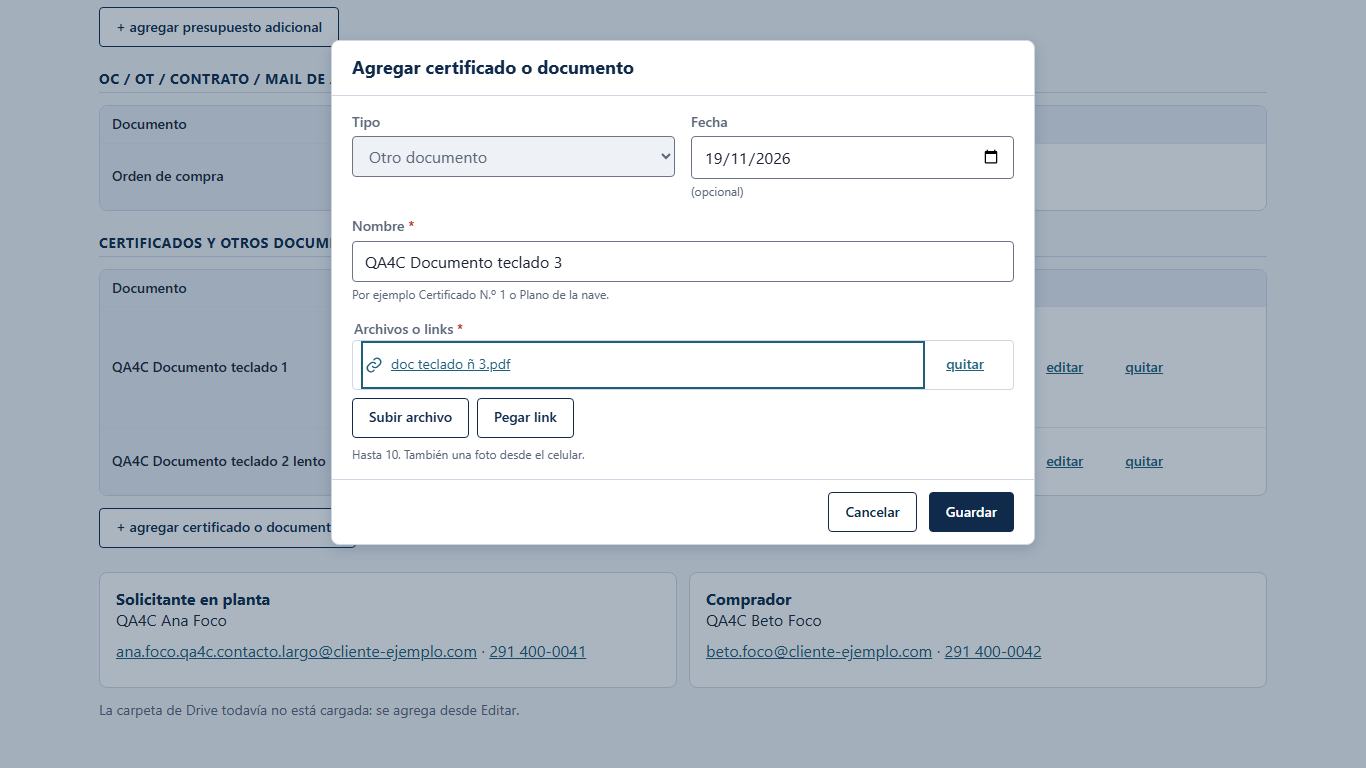 + agregar presupuesto adicional
OC / OT / CONTRATO / MAIL DE
Documento
Orden de compra
CERTIFICADOS Y OTROS
Documento
QA4C Documento teclado 1
editar
quitar
QA4C Documento teclado 2 lento
editar
quitar
+ agregar certificado o
Agregar certificado o documento
Tipo
Fecha
Otro documento
19/11/2026
(opcional)
Nombre *
QA4C Documento teclado 3
Por ejemplo Certificado N.º 1 o Plano de la nave.
Archivos o links *
doc teclado ñ 3.pdf
quitar
Subir archivo
Pegar link
Hasta 10. También una foto desde el celular.
Cancelar
Guardar
Solicitante en planta
QA4C Ana Foco
ana.foco.qa4c.contacto.largo@cliente-ejemplo.com · 291 400-0041
Comprador
QA4C Beto Foco
beto.foco@cliente-ejemplo.com · 291 400-0042
La carpeta de Drive todavía no está cargada: se agrega desde Editar.